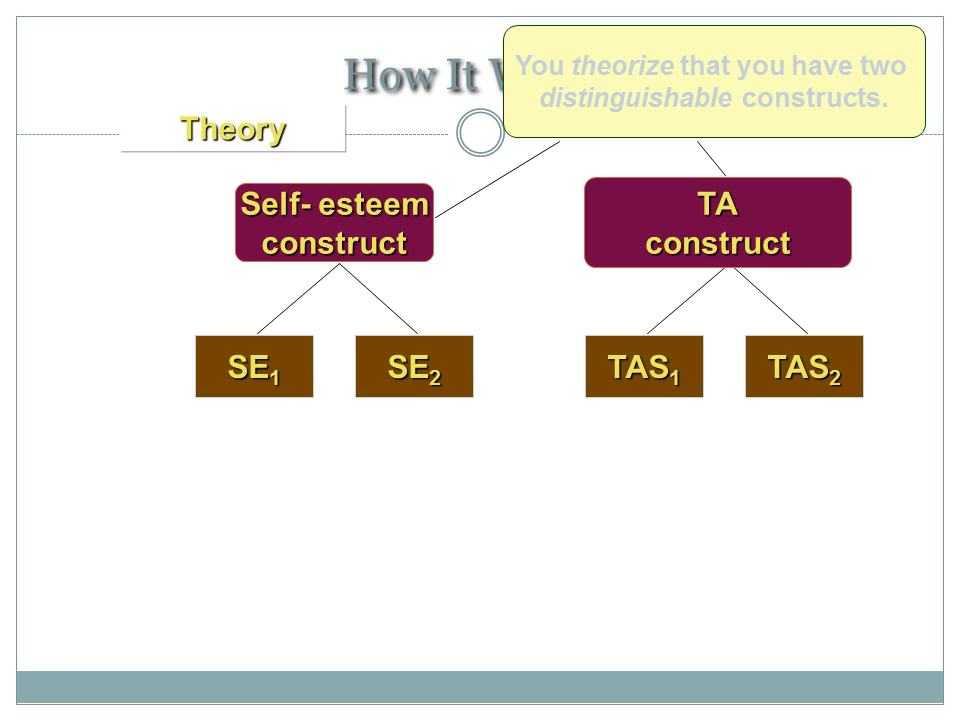 How It
You theorize that you have two
distinguishable constructs.
Theory
Self- esteem
construct
TA
construct
SE1
SE2
TAS1
TAS2